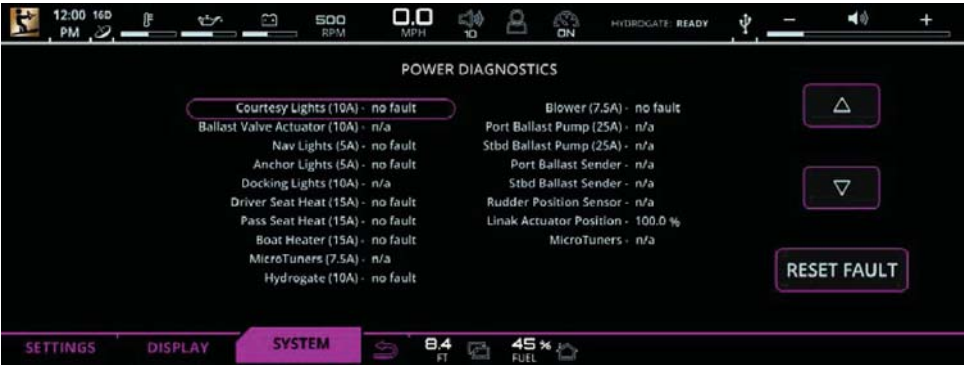 12:00 16D 500 0.0 HYDROGATE: READY - +
PM RPM MPH 10 ON
POWER DIAGNOSTICS
Courtesy Lights (10A) - no fault
Ballast Valve Actuator (10A) - n/a
Nav Lights (5A) - no fault
Anchor Lights (5A) - no fault
Docking Lights (10A) - n/a
Driver Seat Heat (15A) - no fault
Pass Seat Heat (15A) - no fault
Boat Heater (15A) - no fault
MicroTuners (7.5A) - n/a
Hydrogate (10A) - no fault
Blower (7.5A) - no fault
Port Ballast Pump (25A) - n/a
Stbd Ballast Pump (25A) - n/a
Port Ballast Sender - n/a
Stbd Ballast Sender - n/a
Rudder Position Sensor - n/a
Linak Actuator Position - 100.0 %
MicroTuners - n/a
RESET FAULT
SETTINGS DISPLAY SYSTEM 8.4 45 %
FT FUEL